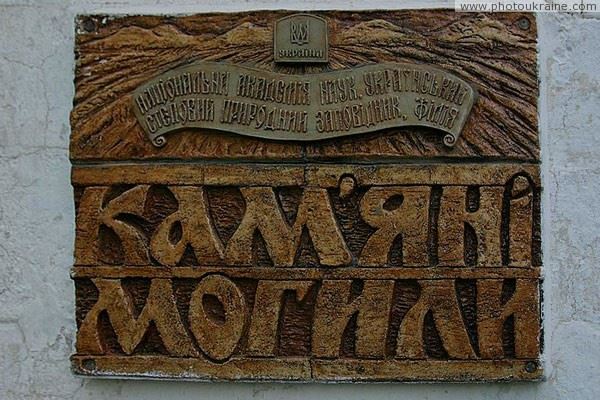 www.photoukraine.com
україна
національна академія наук україни український
степовий природний заповідник, філія
КАМ'ЯНІ
МОГИЛИ